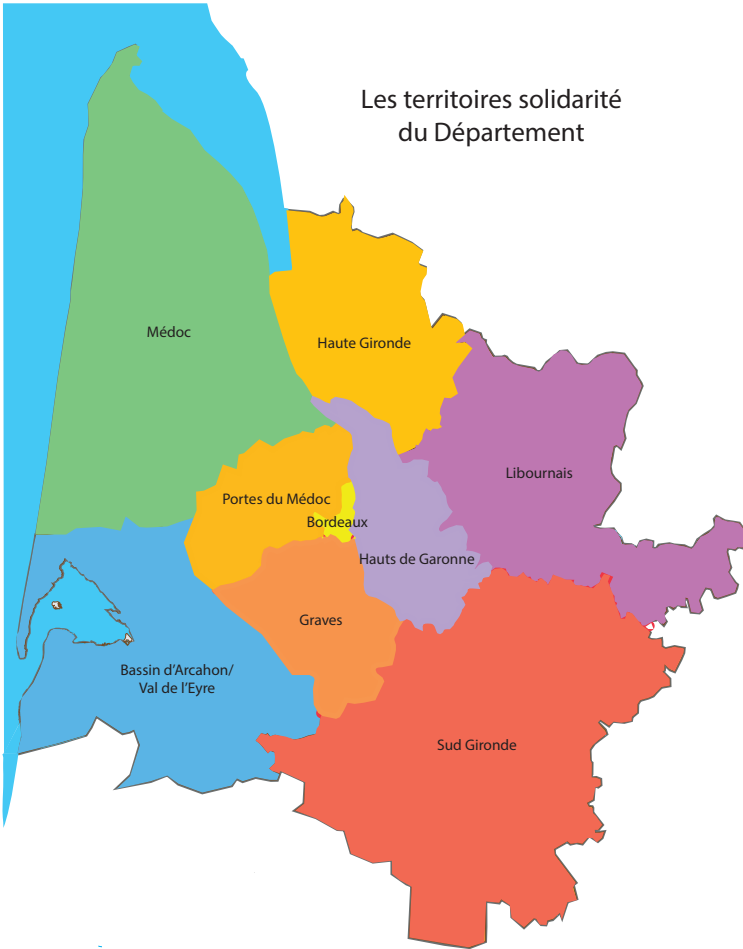 Les territoires solidarité
du Département
Médoc
Haute Gironde
Libournais
Portes du Médoc
Bordeaux
Hauts de Garonne
Graves
Bassin d'Arcahon/
Val de l'Eyre
Sud Gironde